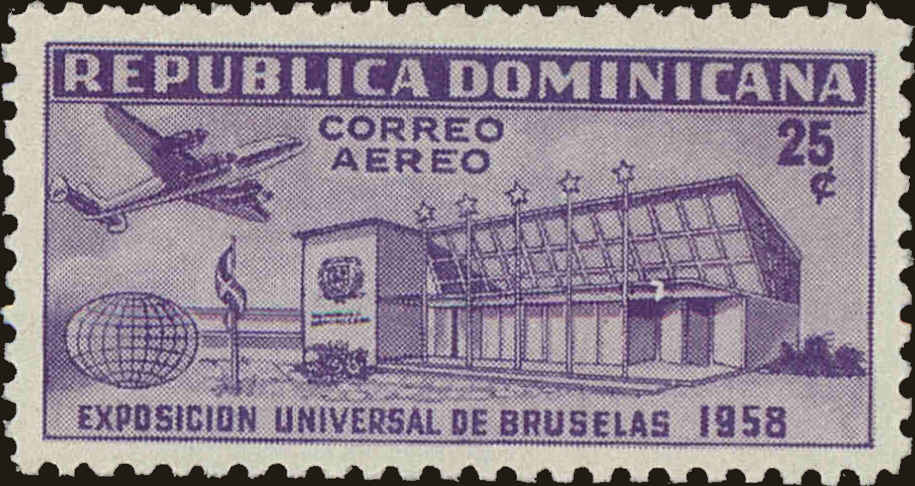 REPUBLICA DOMINICANA
CORREO
AEREO
25
¢
EXPOSICION UNIVERSAL DE BRUSELAS 1958